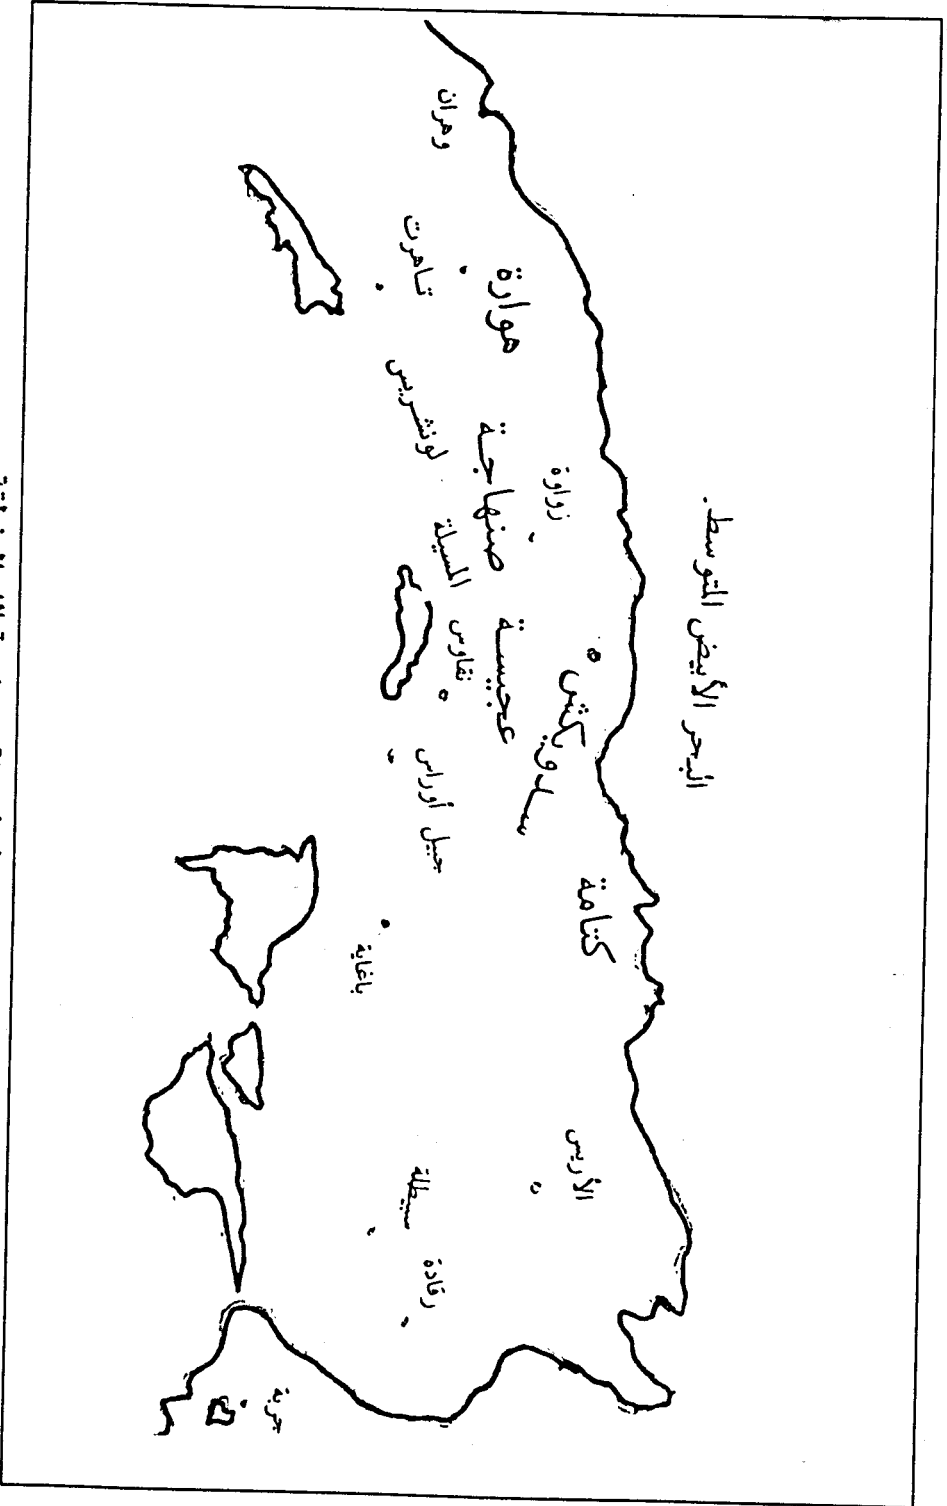 البحر الأبيض المتوسط.
وهران
تاهرت
هوارة
لونشريس
صنهاجة
زواوة
المسيلة
عجيسة
نقاوس
سدويكش
جبل أوراس
كتامة
باغاية
الأربس
سبيطلة
رقادة
جربة